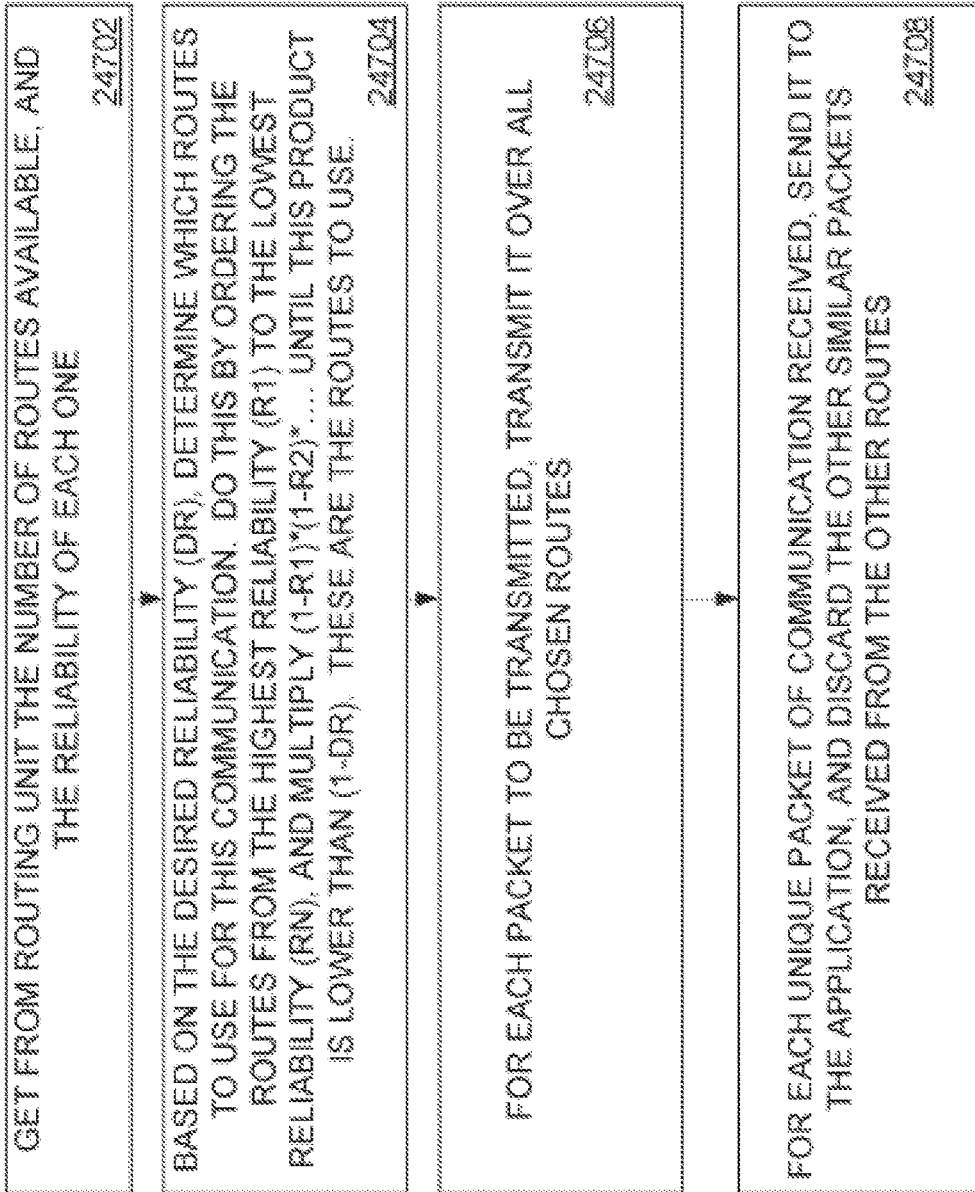 GET FROM ROUTING UNIT THE NUMBER OF ROUTES AVAILABLE, AND
THE RELIABILITY OF EACH ONE
24702
BASED ON THE DESIRED RELIABILITY (DR), DETERMINE WHICH ROUTES
TO USE FOR THIS COMMUNICATION. DO THIS BY ORDERING THE
ROUTES FROM THE HIGHEST RELIABILITY (R1) TO THE LOWEST
RELIABILITY (RN), AND MULTIPLY (1-R1)*(1-R2)*.... UNTIL THIS PRODUCT
IS LOWER THAN (1-DR). THESE ARE THE ROUTES TO USE.
24704
FOR EACH PACKET TO BE TRANSMITTED, TRANSMIT IT OVER ALL
CHOSEN ROUTES
24706
FOR EACH UNIQUE PACKET OF COMMUNICATION RECEIVED, SEND IT TO
THE APPLICATION, AND DISCARD THE OTHER SIMILAR PACKETS
RECEIVED FROM THE OTHER ROUTES
24708